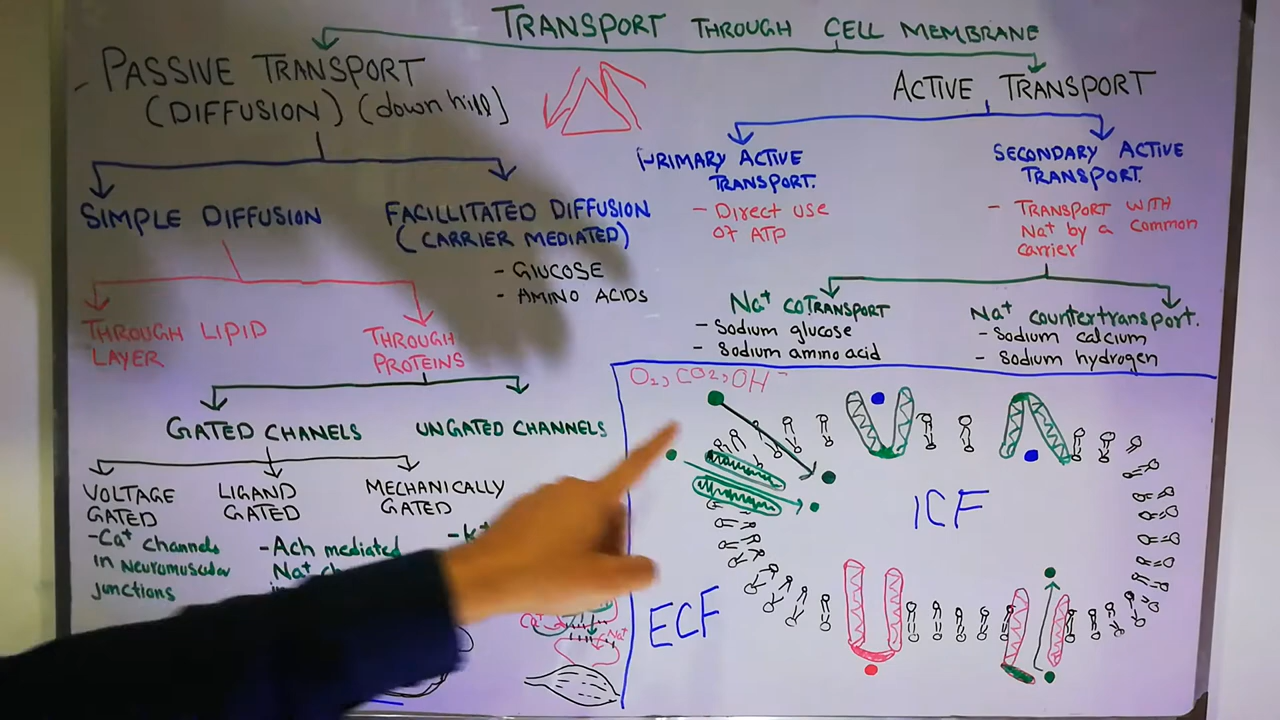 TRANSPORT THROUGH CELL MEMBRANE
PASSIVE TRANSPORT
(DIFFUSION) (down hill)
ACTIVE TRANSPORT
SIMPLE DIFFUSION
FACILLITATED DIFFUSION
(CARRIER MEDIATED)
- GLUCOSE
- AMINO ACIDS
PRIMARY ACTIVE
TRANSPORT.
- Direct use
of ATP
SECONDARY ACTIVE
TRANSPORT.
- TRANSPORT WITH
Na+ by a common
carrier
THROUGH LIPID
LAYER
THROUGH
PROTEINS
Na+ COTRANSPORT
- Sodium glucose
- Sodium amino acid
Na+ countertransport.
- Sodium calcium
- Sodium hydrogen
GATED CHANELS
UNGATED CHANNELS
VOLTAGE
GATED
- Ca+ channels
in Neuromuscular
junctions
LIGAND
GATED
- Ach mediated
Na+
MECHANICALLY
GATED
- K+
O2, CO2, OH-
ICF
ECF
Ca+
Na+